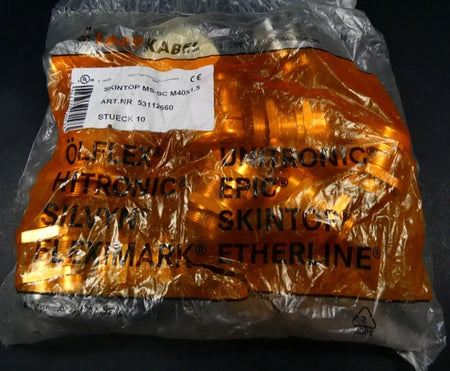 KABEL
SKINTOP MS-SC M40x1.5
ART.NR 53112660
STUECK 10
ÖLFLEX® UNITRONIC®
HITRONIC® EPIC®
SILVYN® SKINTOP®
FLEXIMARK® ETHERLINE®